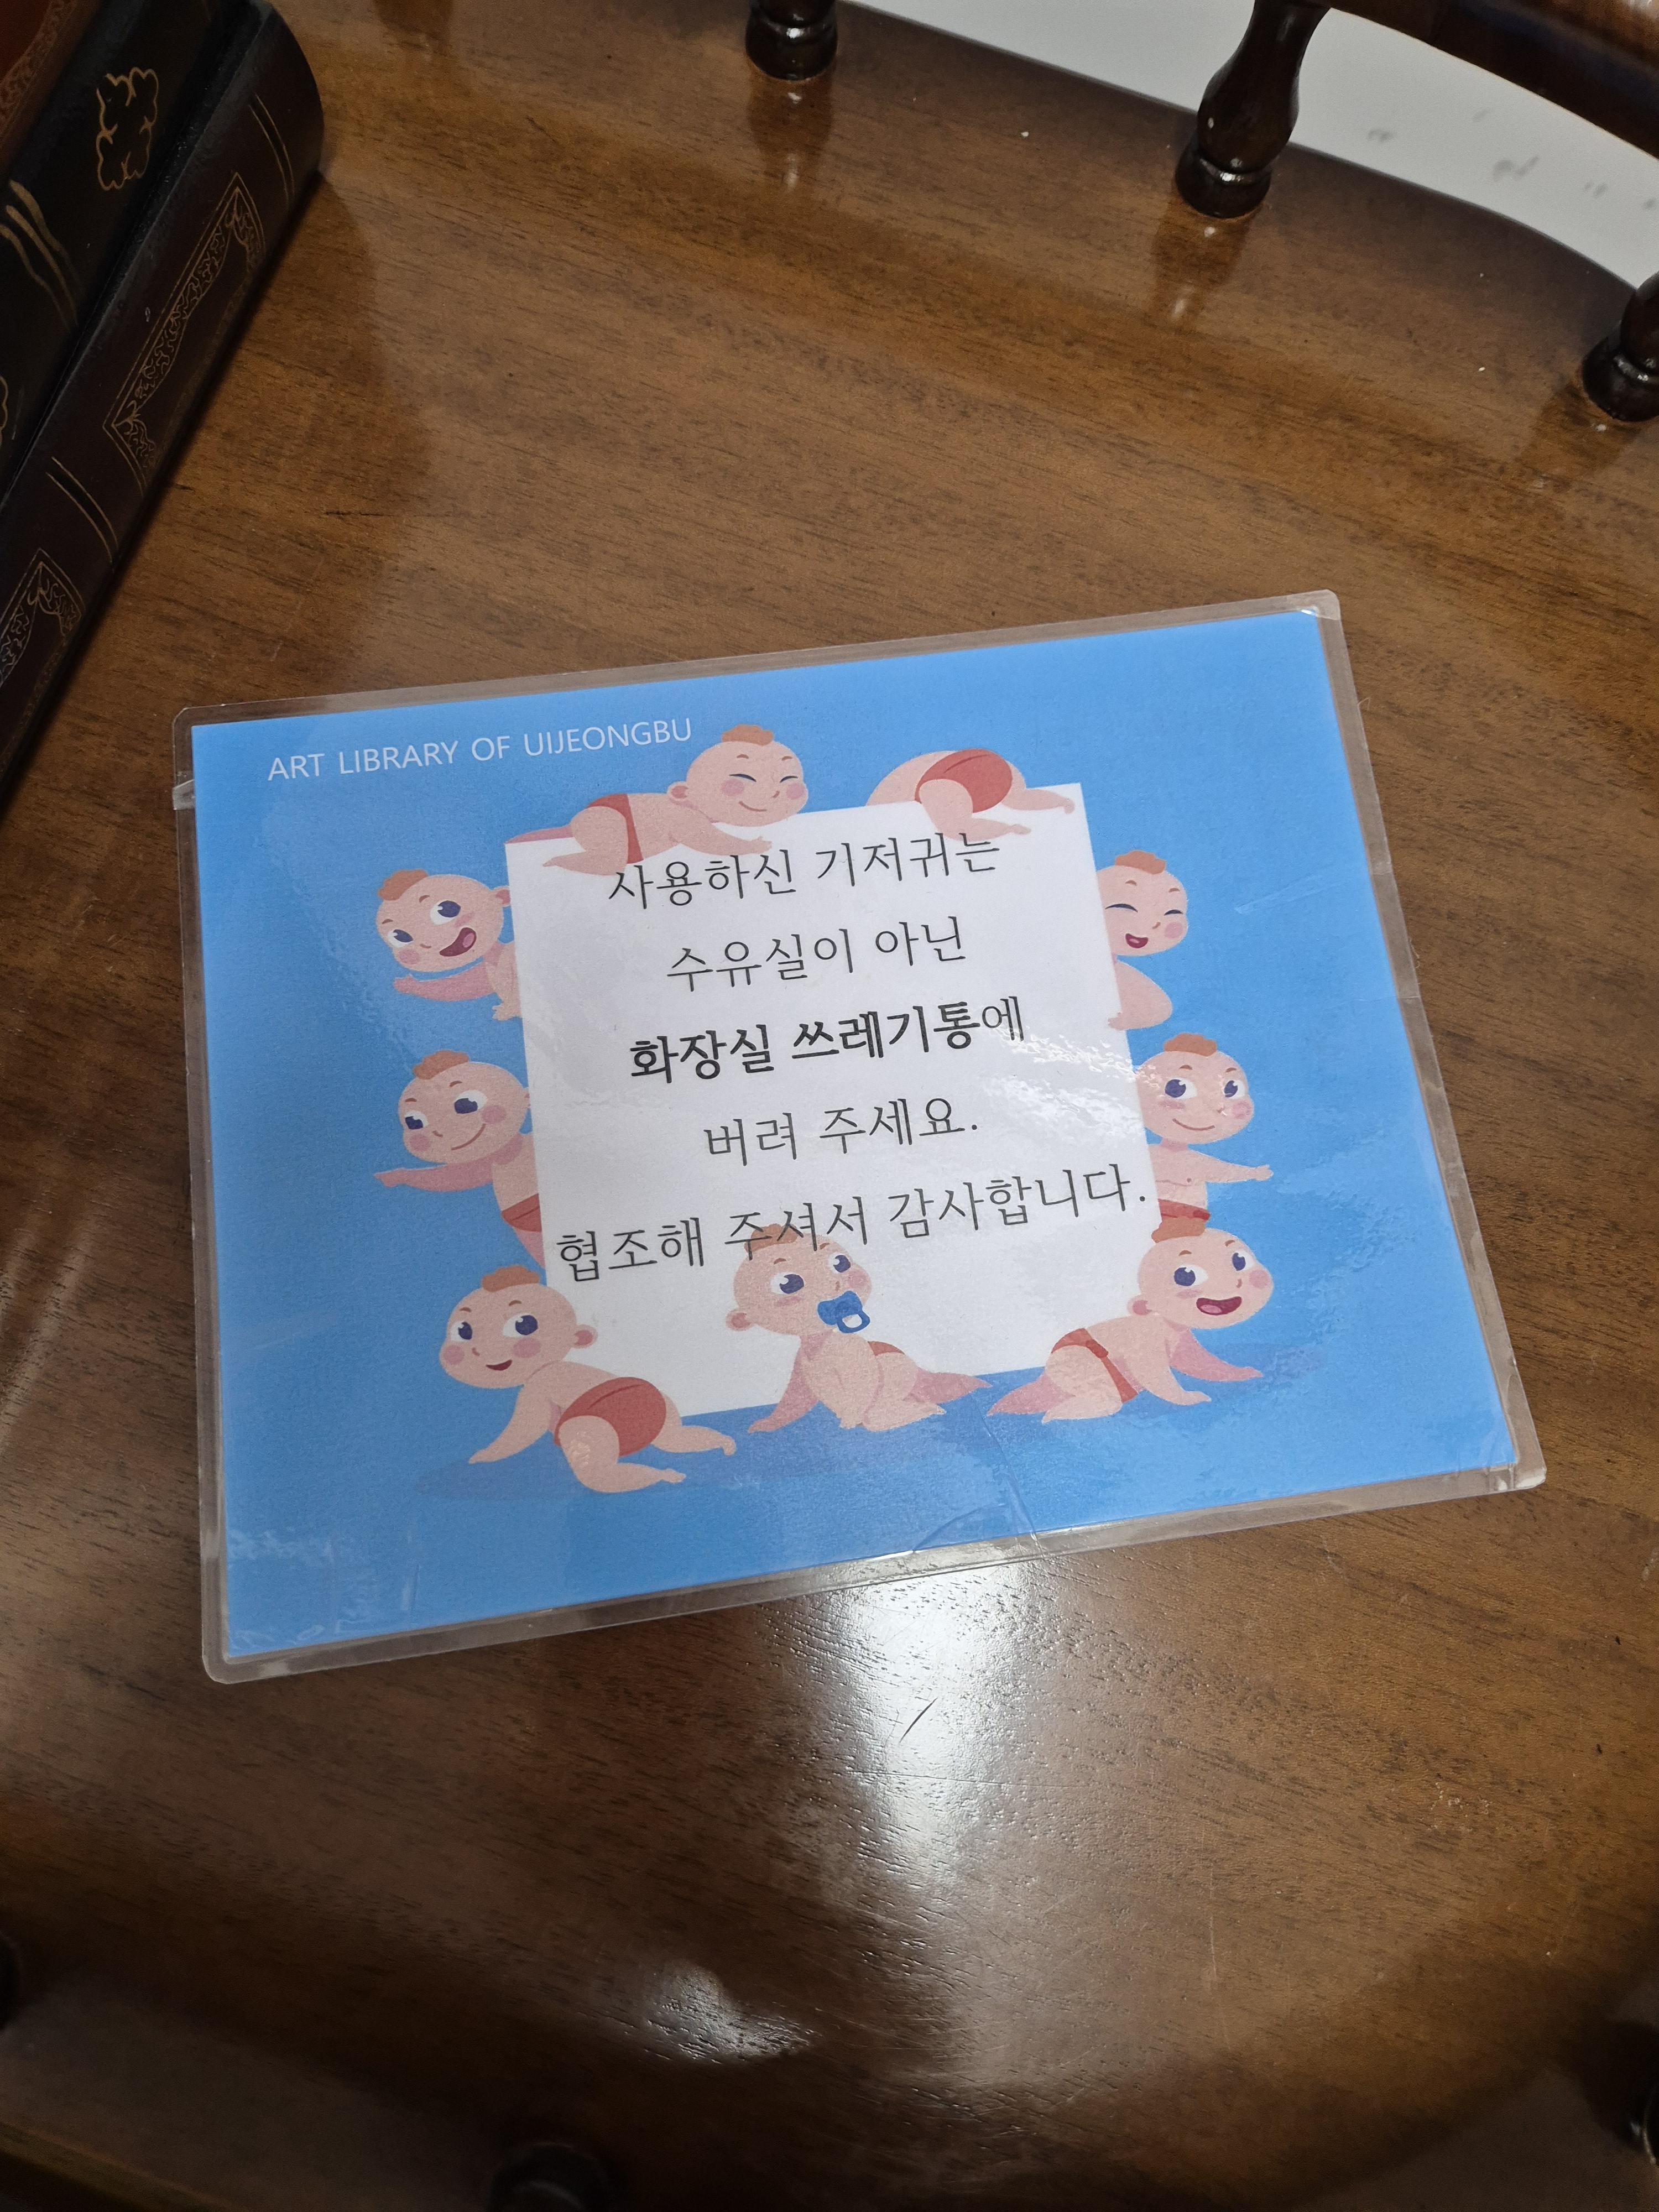 ART LIBRARY OF UIJEONGBU
사용하신 기저귀는
수유실이 아닌
화장실 쓰레기통에
버려 주세요.
협조해 주셔서 감사합니다.